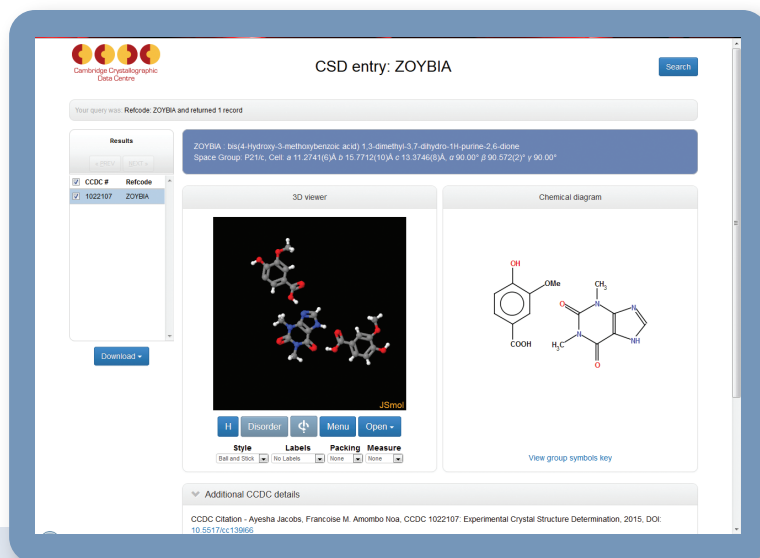 Cambridge Crystallographic
Data Centre
CSD entry: ZOYBIA
Search
Your query was: Refcode: ZOYBIA and returned 1 record
Results
« PREV
NEXT »
CCDC #
Refcode
1022107
ZOYBIA
Download
ZOYBIA : bis(4-Hydroxy-3-methoxybenzoic acid) 1,3-dimethyl-3,7-dihydro-1H-purine-2,6-dione
Space Group: P21/c, Cell: a 11.2741(6)Å b 15.7712(10)Å c 13.3746(8)Å, α 90.00° β 90.572(2)° γ 90.00°
3D viewer
JSmol
H
Disorder
Menu
Open
Style
Labels
Packing
Measure
Ball and Stick
No Labels
None
None
Chemical diagram
OH
OMe
COOH
CH3
O
N
N
H3C
N
NH
O
View group symbols key
Additional CCDC details
CCDC Citation - Ayesha Jacobs, Francoise M. Amombo Noa, CCDC 1022107: Experimental Crystal Structure Determination, 2015, DOI:
10.5517/cc139l66